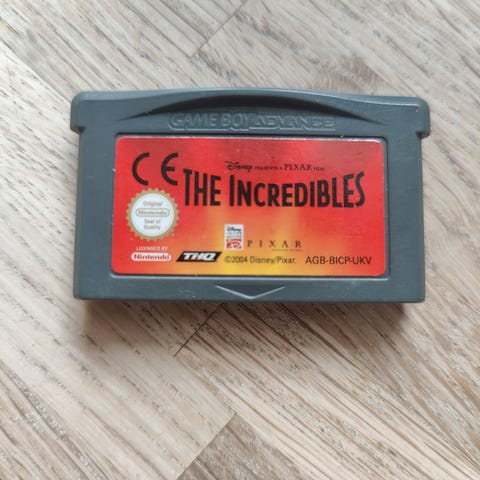 GAME BOY ADVANCE
CE
Disney PRESENTS A PIXAR FILM
THE INCREDIBLES
Original
Nintendo
Seal of
Quality
LICENSED BY
Nintendo
THQ
PIXAR
©2004 Disney/Pixar.
AGB-BICP-UKV